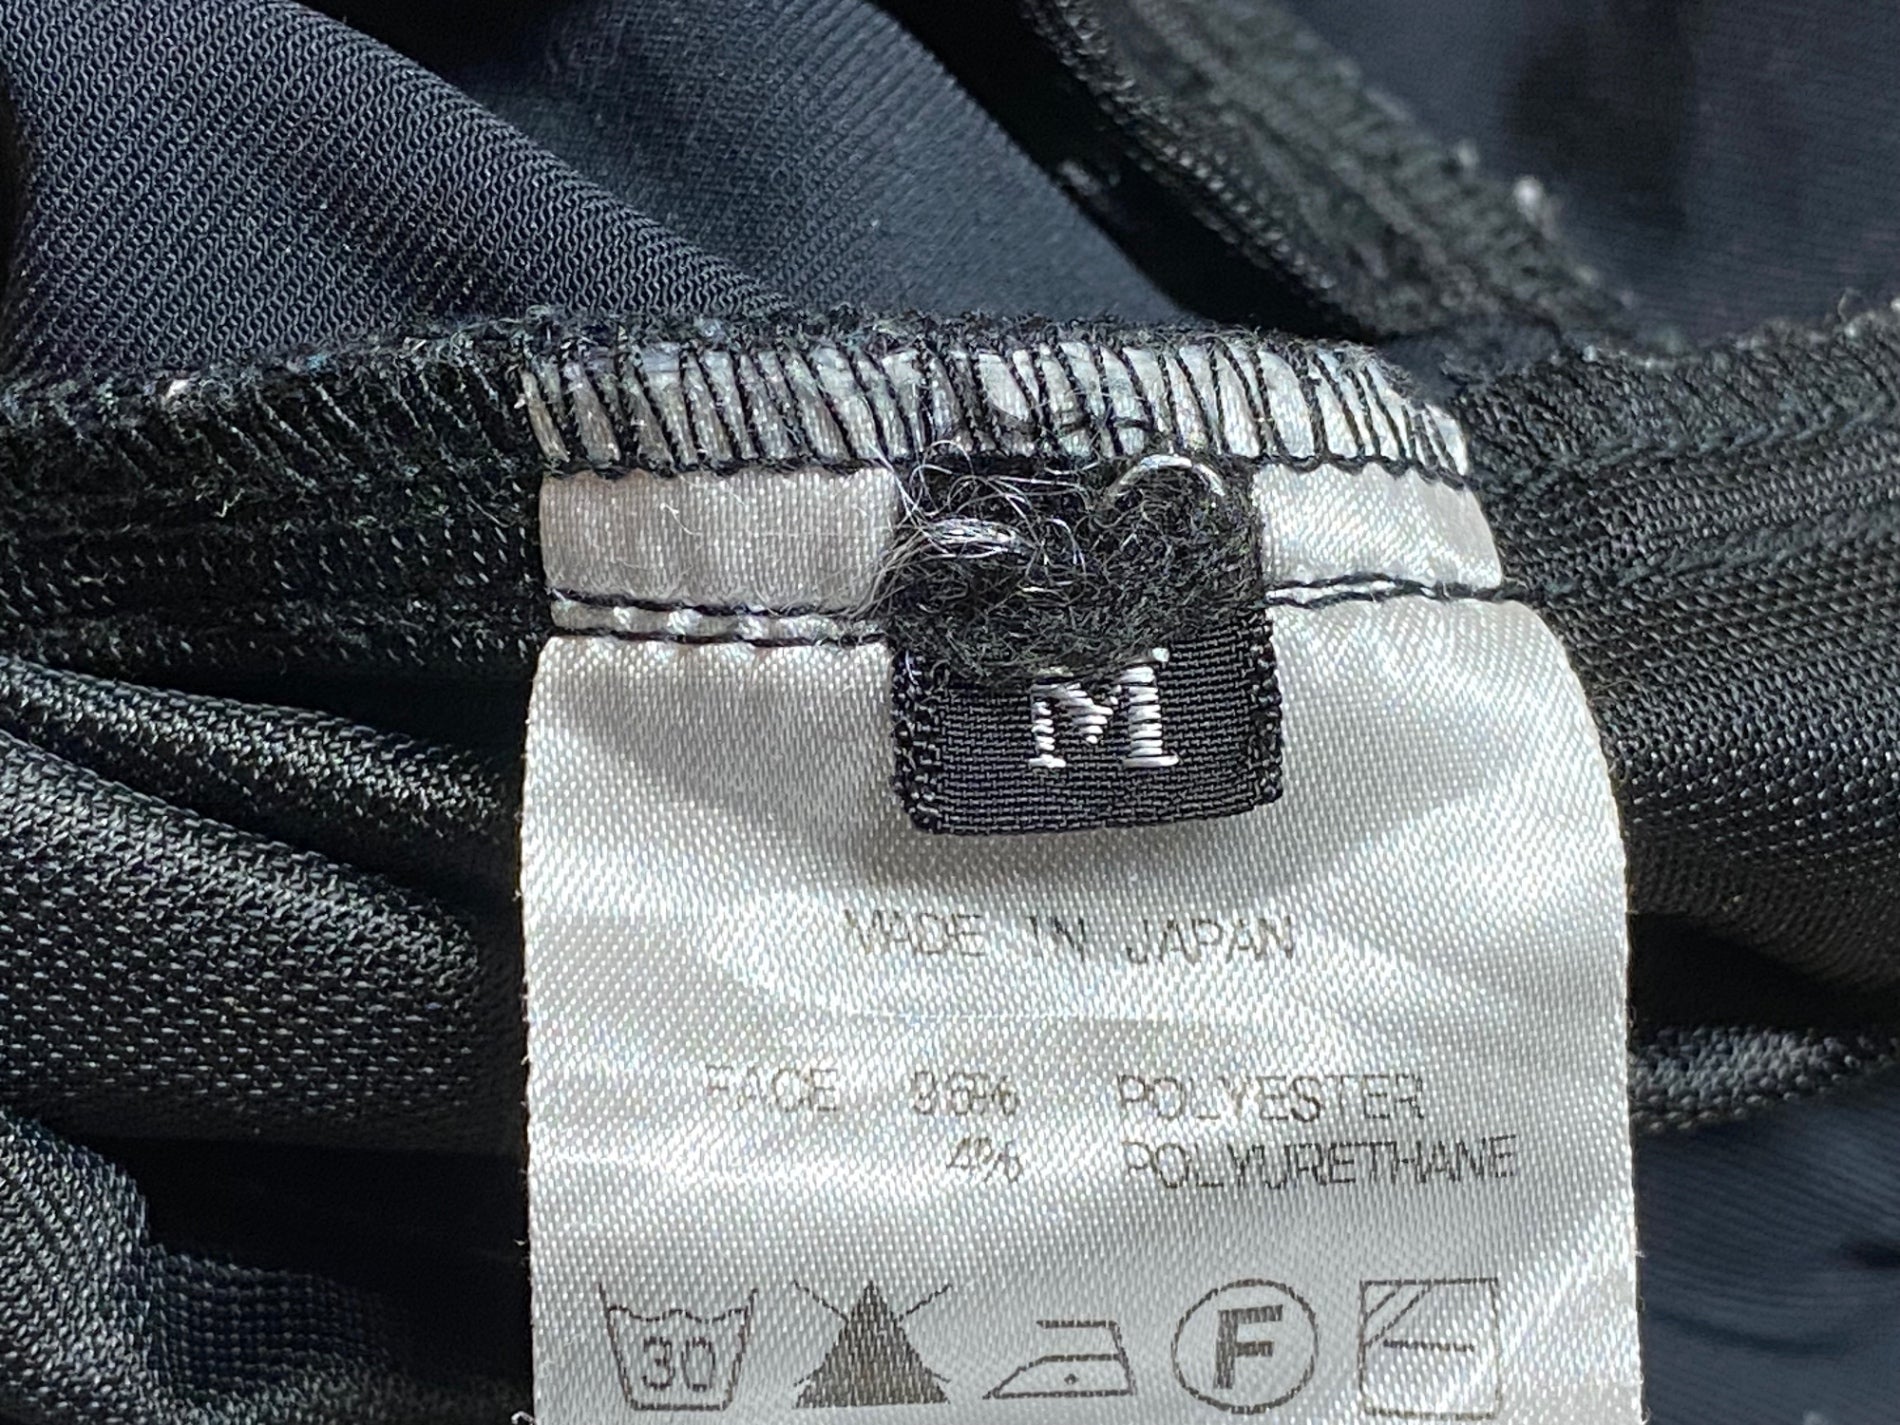 M
MADE IN JAPAN
FACE 96% POLYESTER
4% POLYURETHANE
30 F